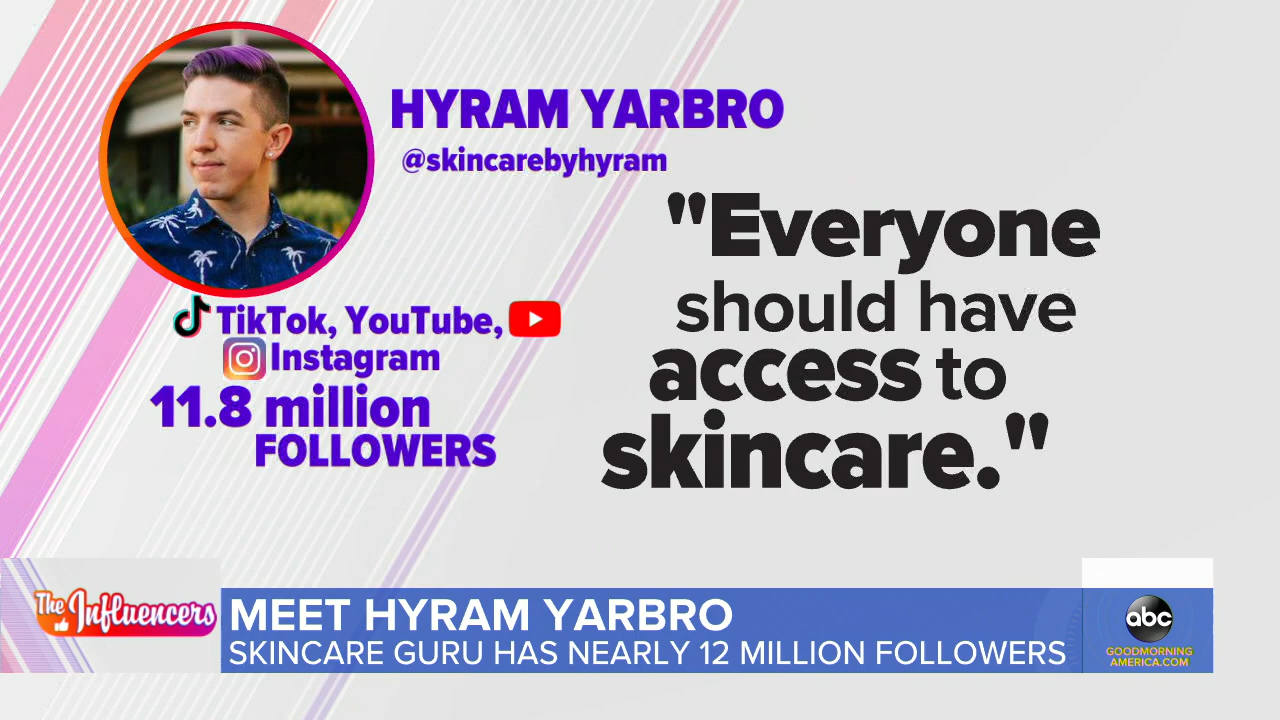 HYRAM YARBRO
@skincarebyhyram
"Everyone
should have
access to
skincare."
TikTok, YouTube,
Instagram
11.8 million
FOLLOWERS
The Influencers
MEET HYRAM YARBRO
SKINCARE GURU HAS NEARLY 12 MILLION FOLLOWERS
abc
GOODMORNING
AMERICA.COM